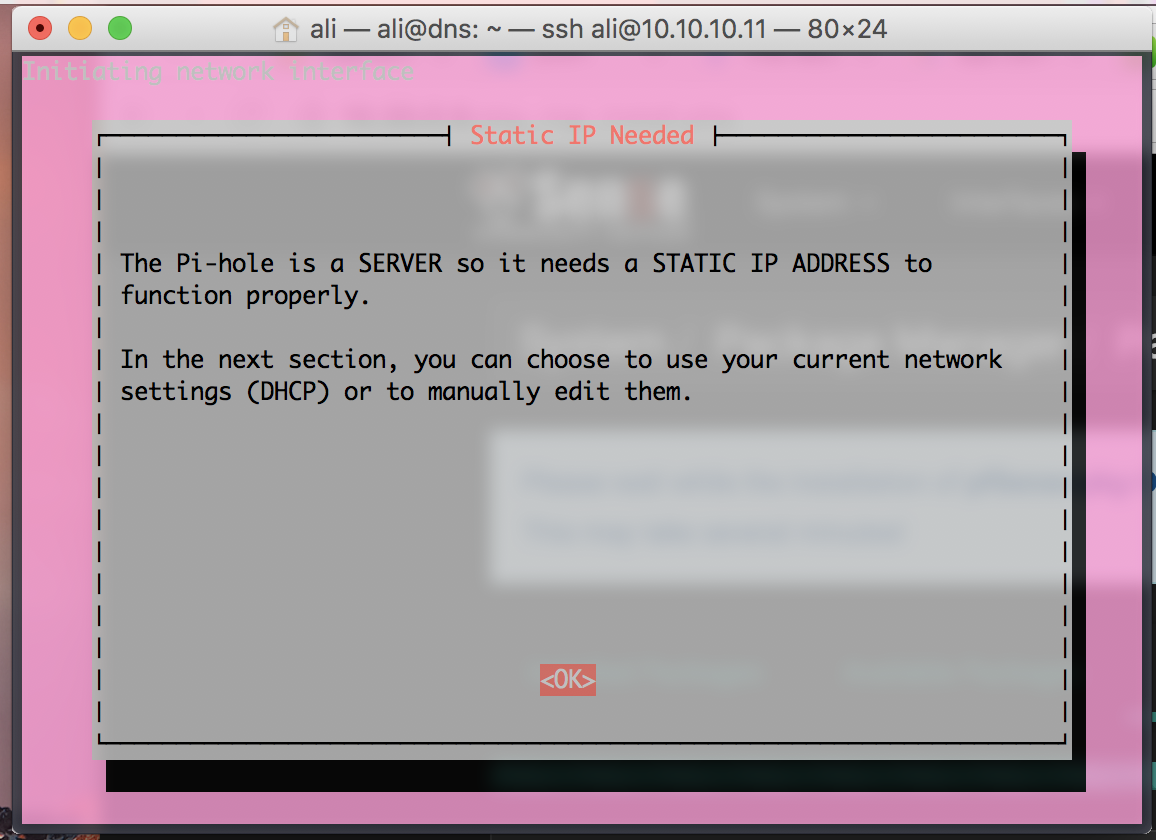 ali — ali@dns: ~ — ssh ali@10.10.10.11 — 80×24
Initiating network interface
Static IP Needed
The Pi-hole is a SERVER so it needs a STATIC IP ADDRESS to
function properly.
In the next section, you can choose to use your current network
settings (DHCP) or to manually edit them.
<OK>